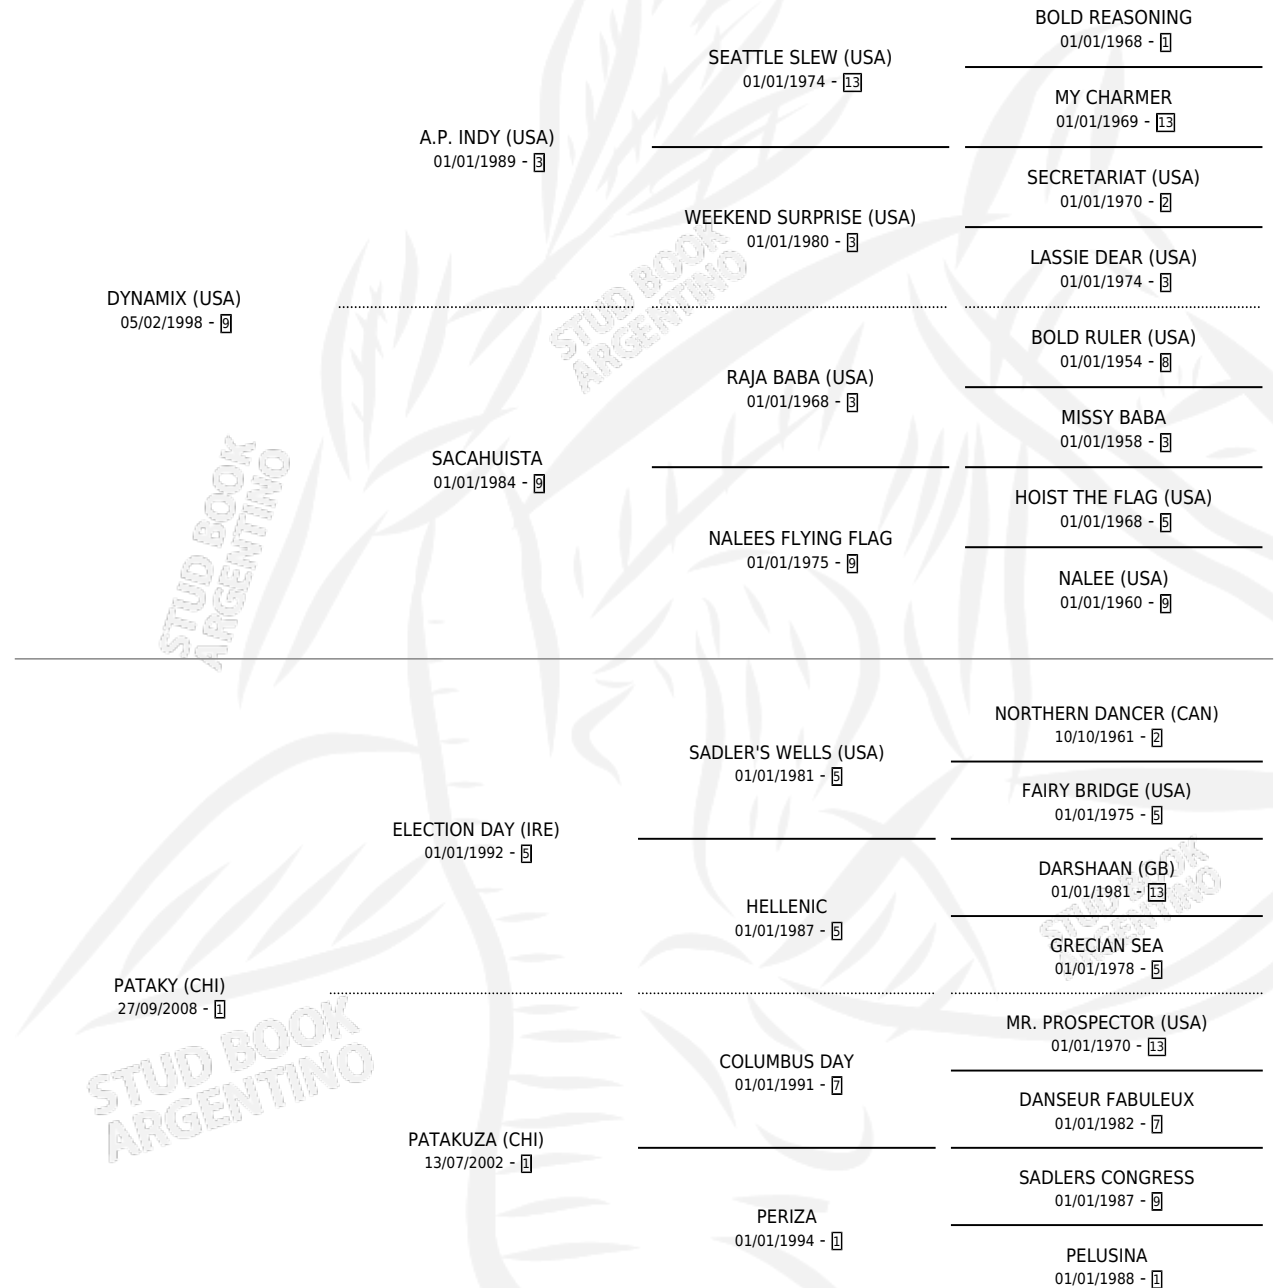 BOLD REASONING
01/01/1968 - 1
SEATTLE SLEW (USA)
01/01/1974 - 13
MY CHARMER
01/01/1969 - 13
A.P. INDY (USA)
01/01/1989 - 3
SECRETARIAT (USA)
01/01/1970 - 2
WEEKEND SURPRISE (USA)
01/01/1980 - 3
LASSIE DEAR (USA)
01/01/1974 - 3
DYNAMIX (USA)
05/02/1998 - 9
BOLD RULER (USA)
01/01/1954 - 8
RAJA BABA (USA)
01/01/1968 - 3
MISSY BABA
01/01/1958 - 3
SACAHUISTA
01/01/1984 - 9
HOIST THE FLAG (USA)
01/01/1968 - 5
NALEES FLYING FLAG
01/01/1975 - 9
NALEE (USA)
01/01/1960 - 9
NORTHERN DANCER (CAN)
10/10/1961 - 2
SADLER'S WELLS (USA)
01/01/1981 - 5
FAIRY BRIDGE (USA)
01/01/1975 - 5
ELECTION DAY (IRE)
01/01/1992 - 5
DARSHAAN (GB)
01/01/1981 - 13
HELLENIC
01/01/1987 - 5
GRECIAN SEA
01/01/1978 - 5
PATAKY (CHI)
27/09/2008 - 1
MR. PROSPECTOR (USA)
01/01/1970 - 13
COLUMBUS DAY
01/01/1991 - 7
DANSEUR FABULEUX
01/01/1982 - 7
PATAKUZA (CHI)
13/07/2002 - 1
SADLERS CONGRESS
01/01/1987 - 9
PERIZA
01/01/1994 - 1
PELUSINA
01/01/1988 - 1
STUD BOOK
ARGENTINO
STUD BOOK
ARGENTINO
STUD BOOK
ARGENTINO
STUD BOOK
ARGENTINO